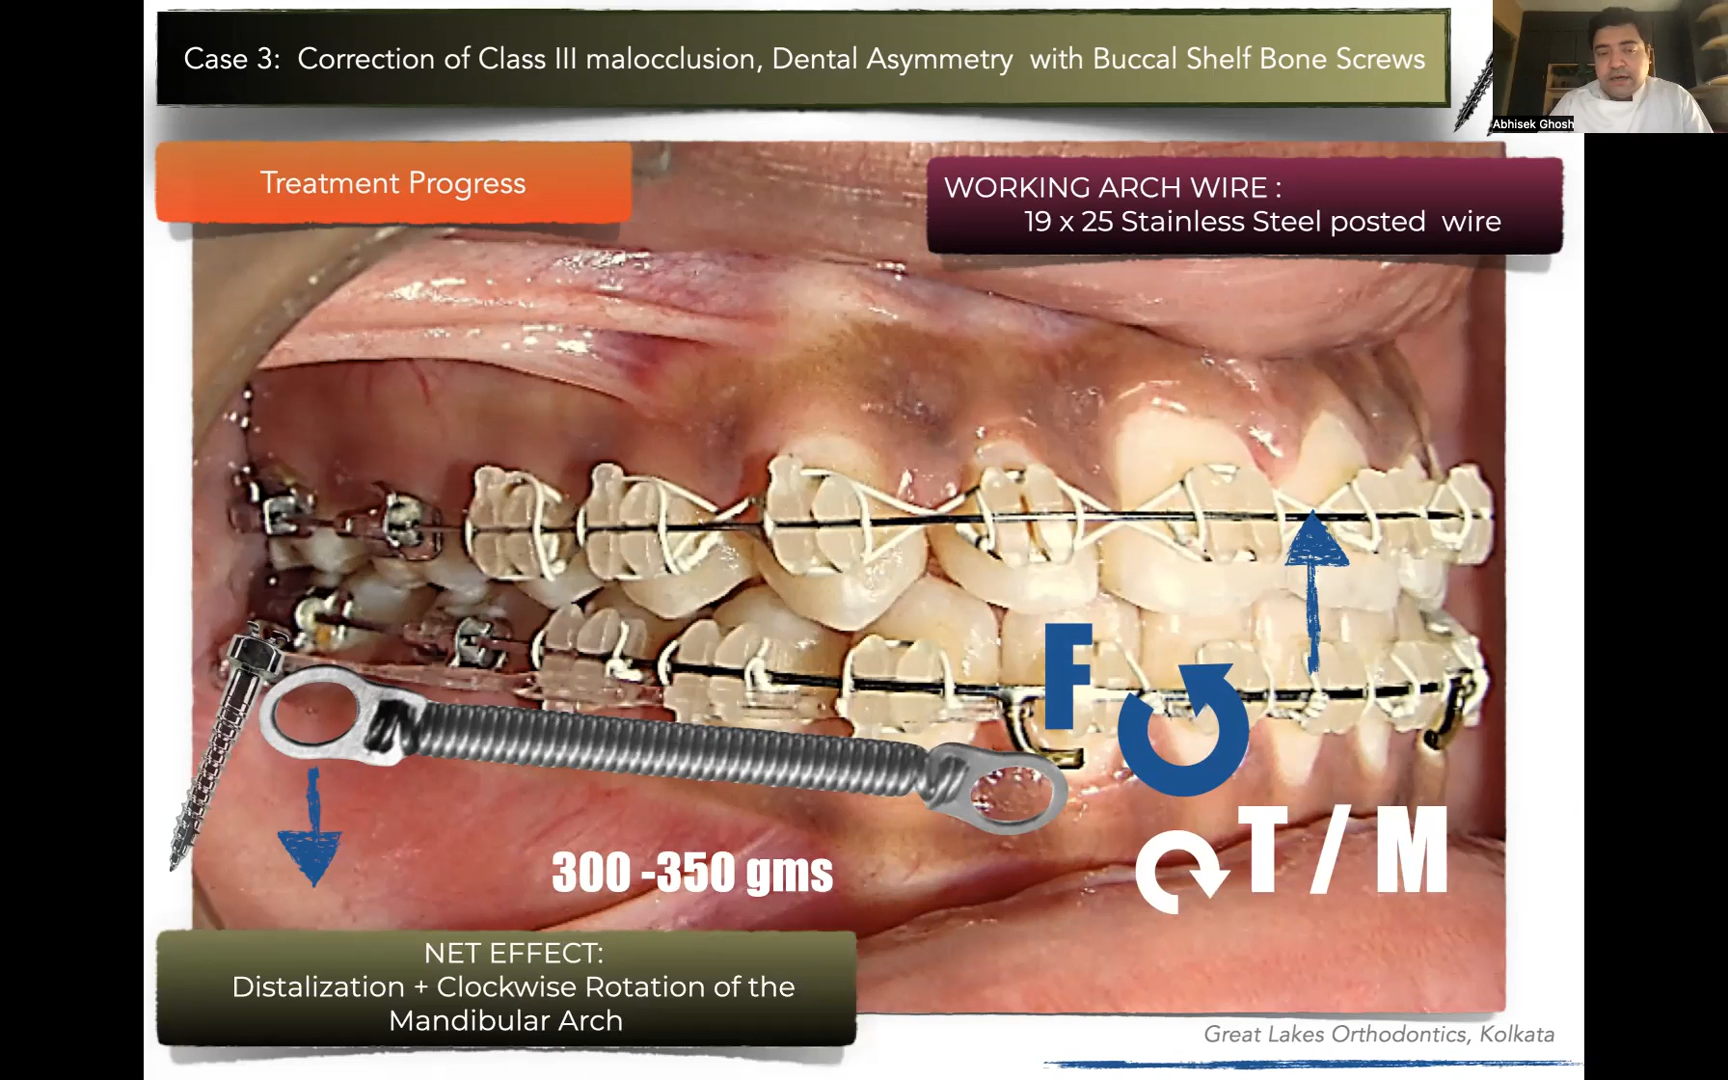 Case 3:  Correction of Class III malocclusion, Dental Asymmetry  with Buccal Shelf Bone Screws
Abhisek Ghosh
Treatment Progress
WORKING ARCH WIRE :
19 x 25 Stainless Steel posted  wire
F
T / M
300 -350 gms
NET EFFECT:
Distalization + Clockwise Rotation of the
Mandibular Arch
Great Lakes Orthodontics, Kolkata